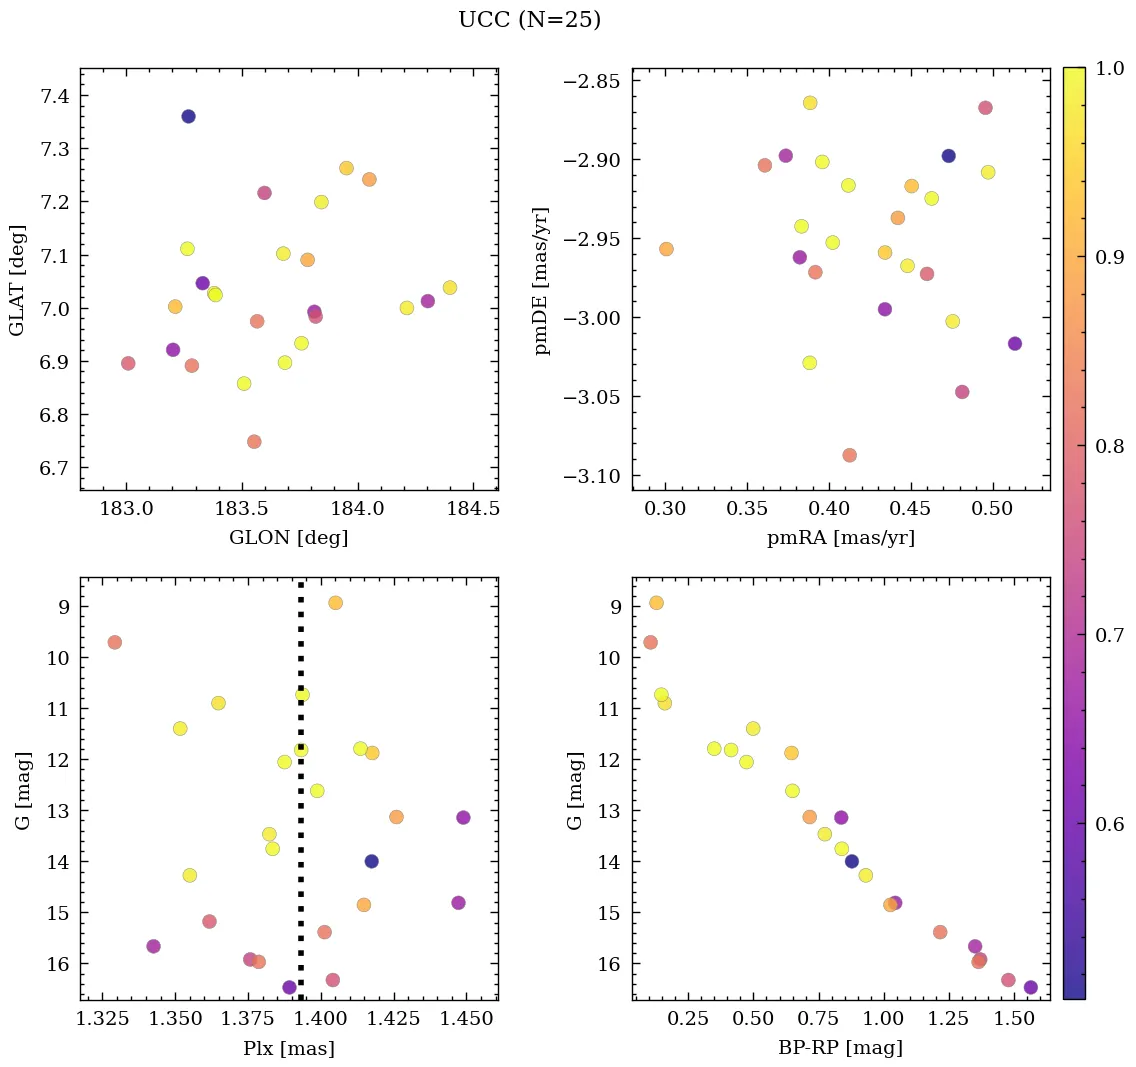 UCC (N=25)
GLAT [deg]
7.4
7.3
7.2
7.1
7.0
6.9
6.8
6.7
183.0 183.5 184.0 184.5
GLON [deg]
pmDE [mas/yr]
−2.85
−2.90
−2.95
−3.00
−3.05
−3.10
0.30 0.35 0.40 0.45 0.50
pmRA [mas/yr]
G [mag]
9
10
11
12
13
14
15
16
1.325 1.350 1.375 1.400 1.425 1.450
Plx [mas]
G [mag]
9
10
11
12
13
14
15
16
0.25 0.50 0.75 1.00 1.25 1.50
BP-RP [mag]
1.0
0.9
0.8
0.7
0.6